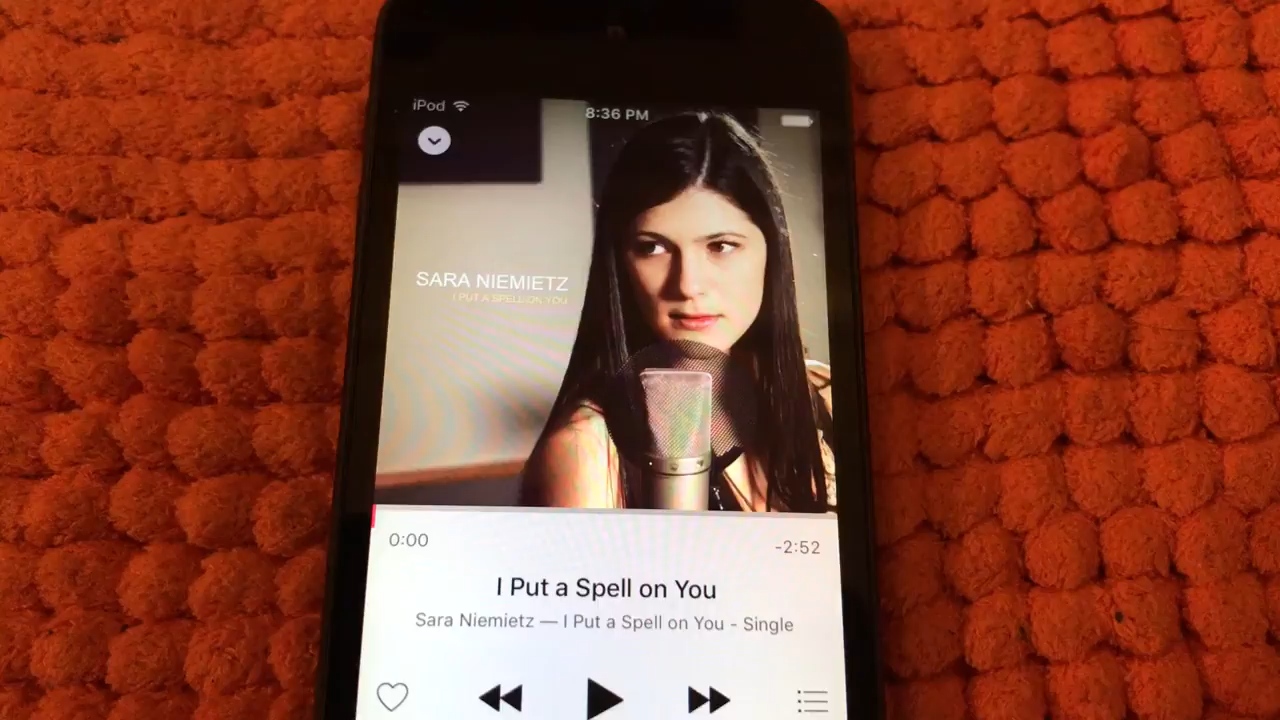 iPod
8:36 PM
SARA NIEMIETZ
I PUT A SPELL ON YOU
0:00
-2:52
I Put a Spell on You
Sara Niemietz — I Put a Spell on You - Single